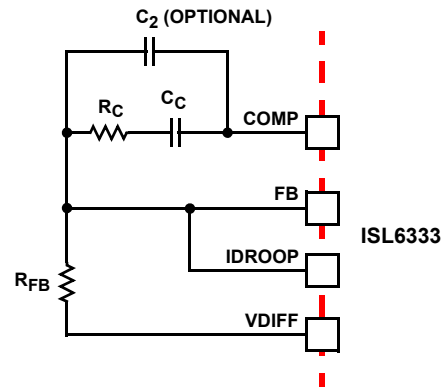 C2 (OPTIONAL)
RC
CC
COMP
FB
ISL6333
IDROOP
RFB
VDIFF